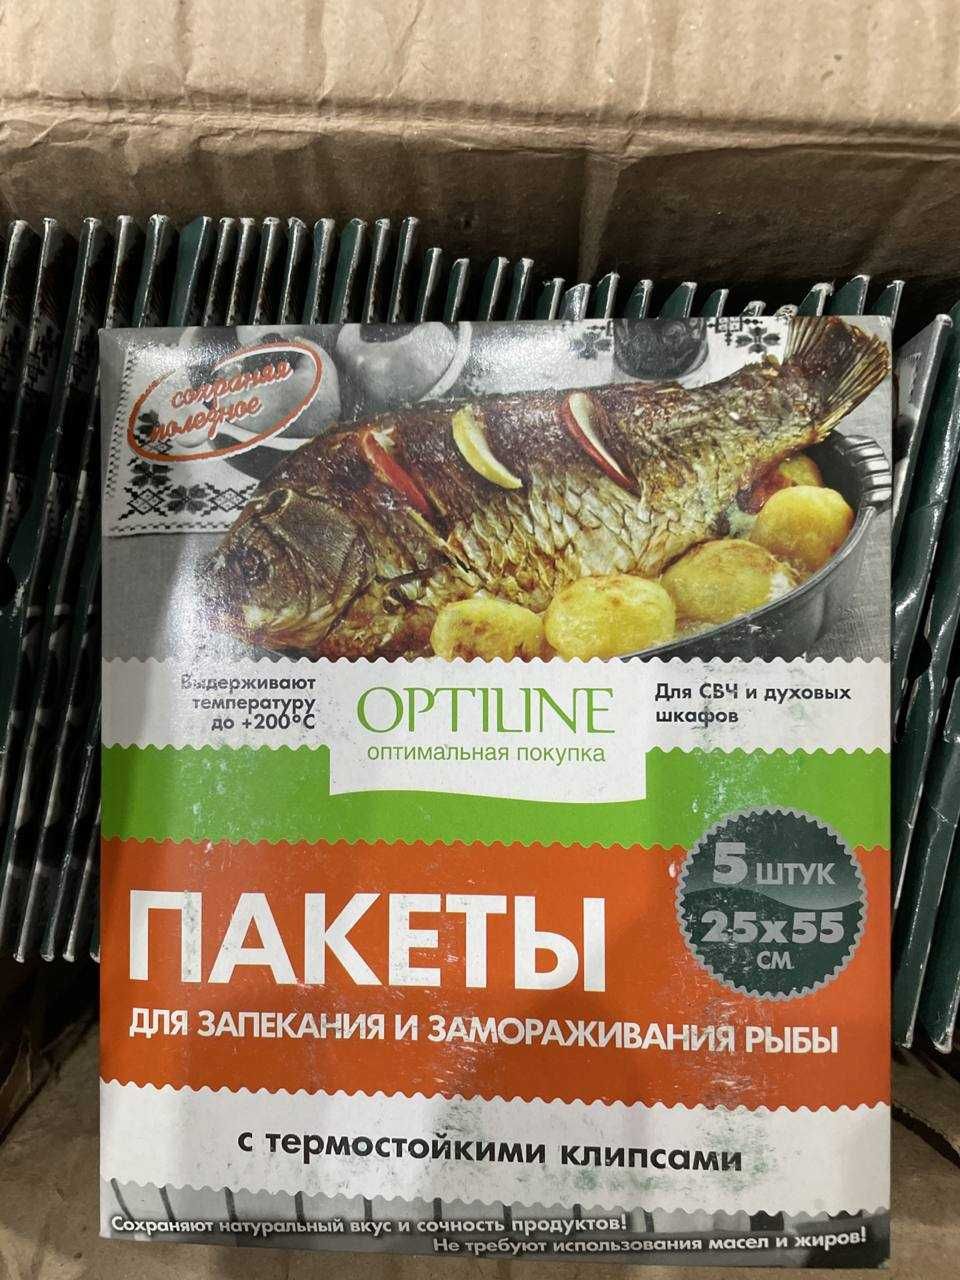 сохраняя
полезное
Выдерживают
температуру
до +200°С
OPTILINE
оптимальная покупка
Для СВЧ и духовых
шкафов
5 штук
25х55
см
ПАКЕТЫ
ДЛЯ ЗАПЕКАНИЯ И ЗАМОРАЖИВАНИЯ РЫБЫ
с термостойкими клипсами
Сохраняют натуральный вкус и сочность продуктов!
Не требуют использования масел и жиров!